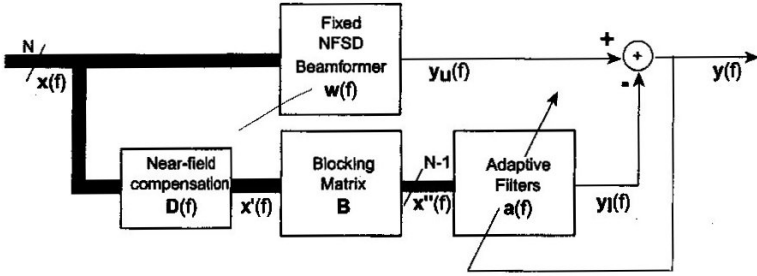 Fixed
NFSD
Beamformer
w(f)
N
x(f)
yu(f)
+
+
-
y(f)
Near-field
compensation
D(f)
x'(f)
Blocking
Matrix
B
N-1
x''(f)
Adaptive
Filters
a(f)
yl(f)